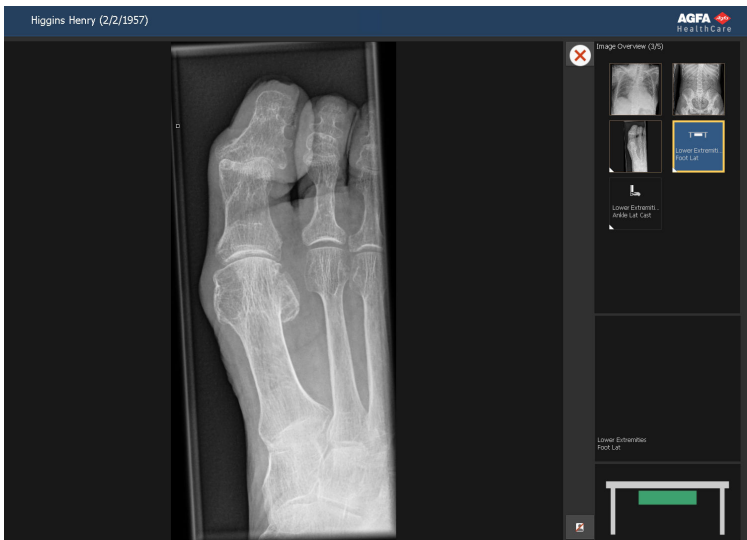 Higgins Henry (2/2/1957)
AGFA
HealthCare
Image Overview (3/5)
Lower Extremiti...
Foot Lat
Lower Extremiti...
Ankle Lat Cast
Lower Extremities
Foot Lat